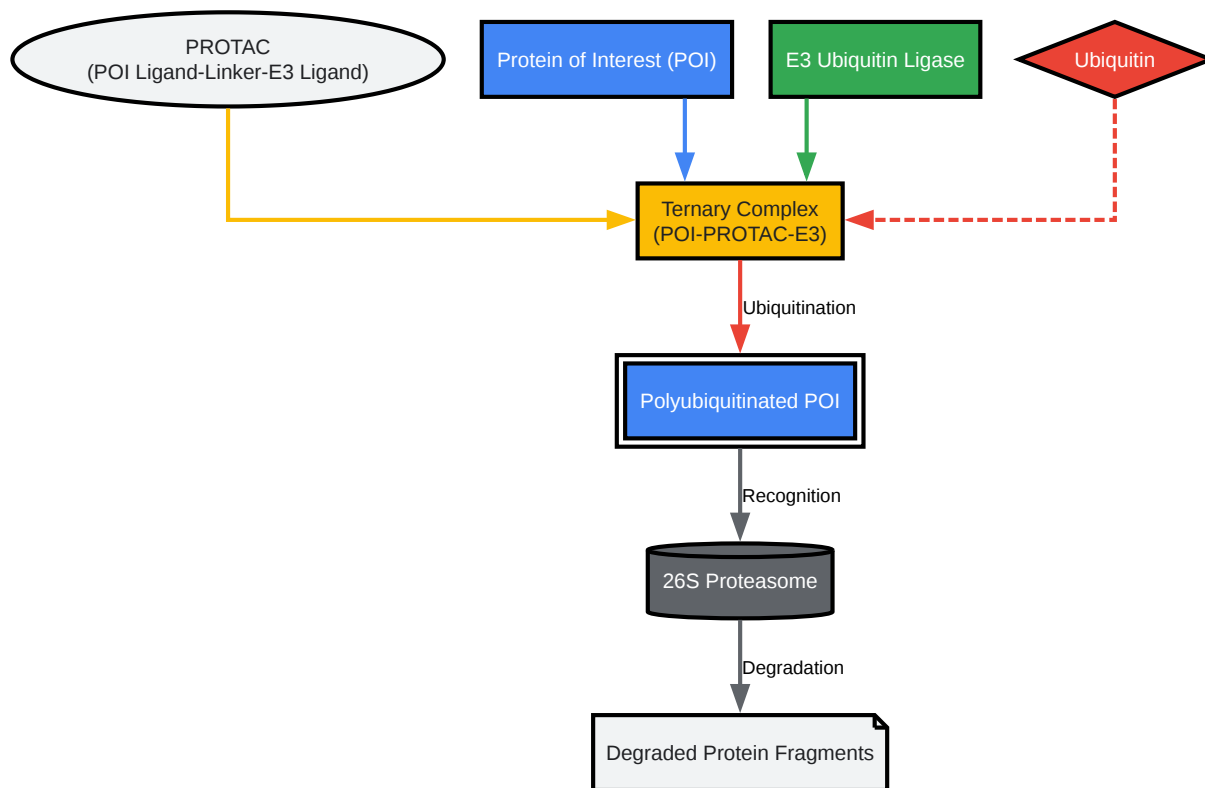 PROTAC
(POI Ligand-Linker-E3 Ligand)
Protein of Interest (POI)
E3 Ubiquitin Ligase
Ubiquitin
Ternary Complex
(POI-PROTAC-E3)
Ubiquitination
Polyubiquitinated POI
Recognition
26S Proteasome
Degradation
Degraded Protein Fragments